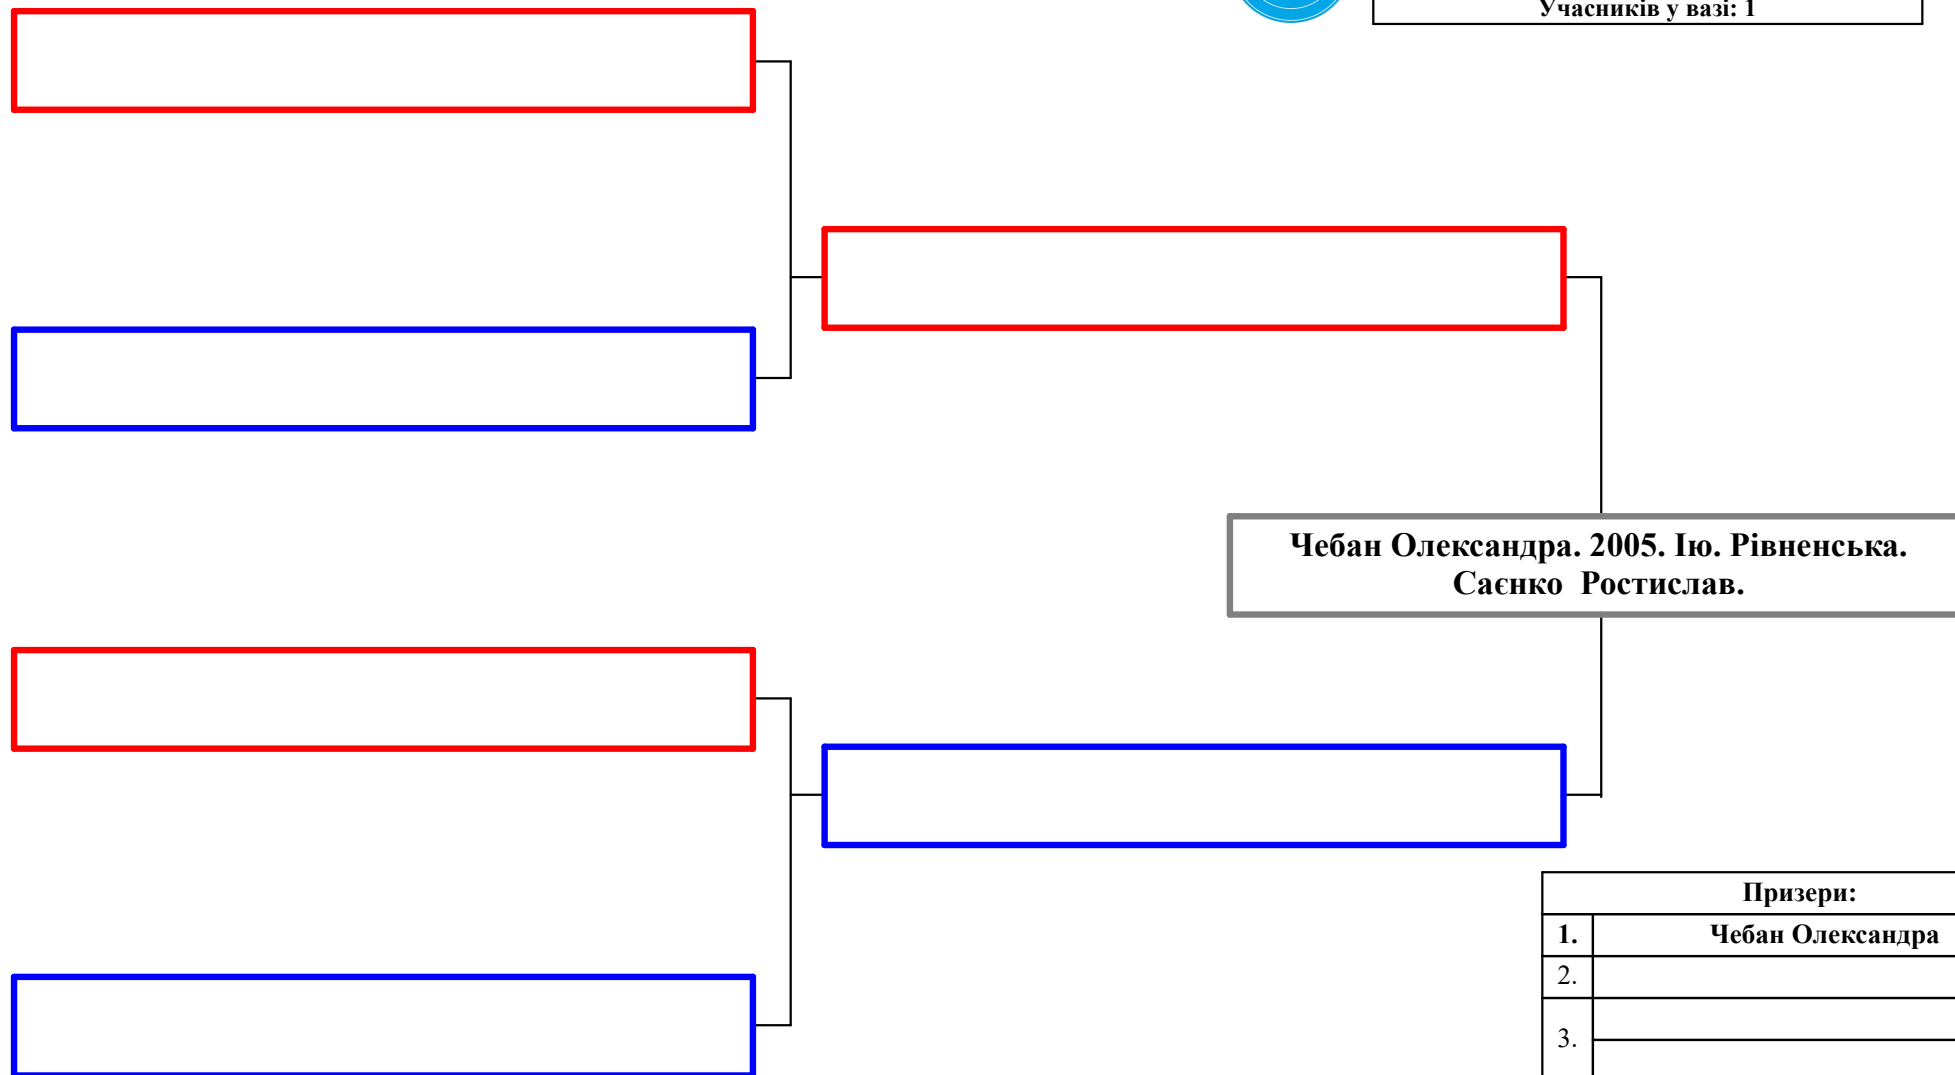 Учасників у вазі: 1
Чебан Олександра. 2005. Ію. Рівненська.
Саєнко Ростислав.
Призери:
1. Чебан Олександра
2.
3.